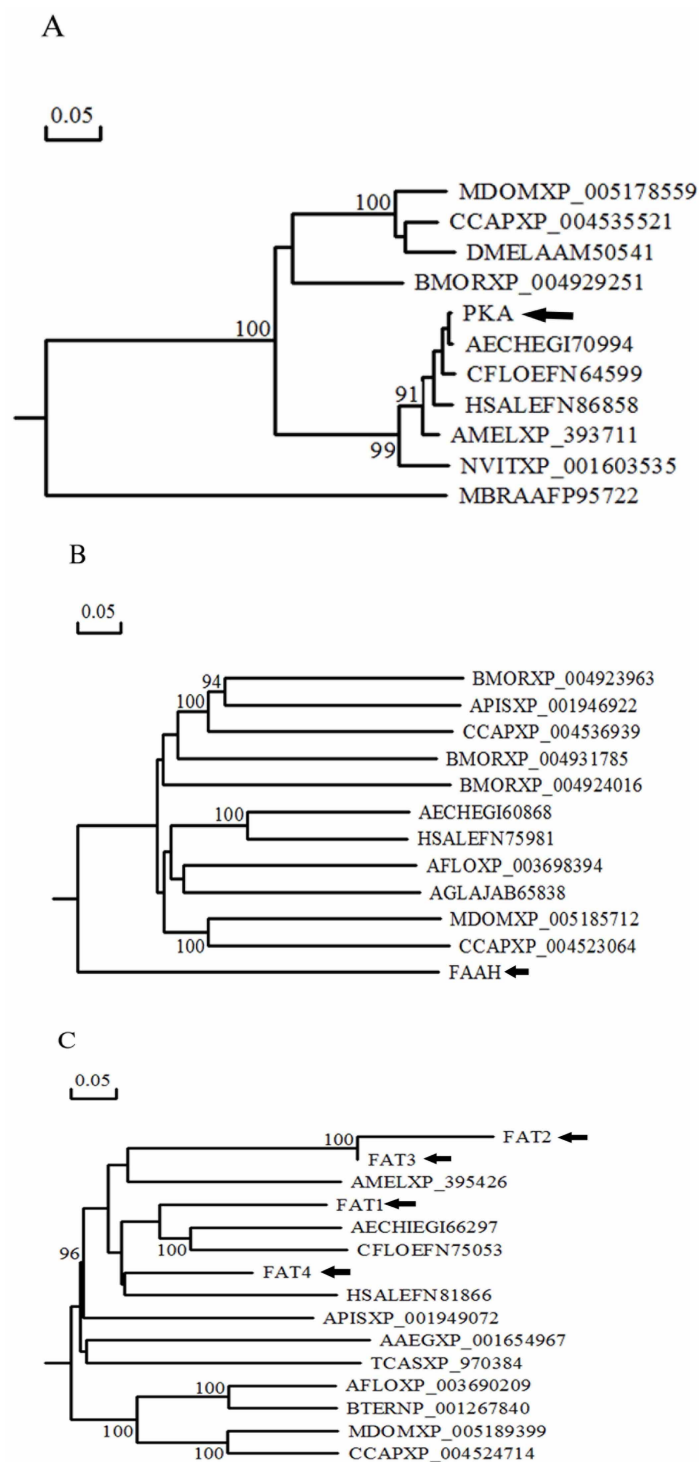 A
0.05
100
MDOMXP_005178559
CCAPXP_004535521
DMELAAM50541
BMORXP_004929251
100
PKA
AECHEGI70994
CFLOEFN64599
91
HSALEFN86858
AMELXP_393711
99
NVITXP_001603535
MBRAAFP95722
B
0.05
94
BMORXP_004923963
100
APISXP_001946922
CCAPXP_004536939
BMORXP_004931785
BMORXP_004924016
100
AECHEGI60868
HSALEFN75981
AFLOXP_003698394
AGLAJAB65838
MDOMXP_005185712
100
CCAPXP_004523064
FAAH
C
0.05
100
FAT2
FAT3
AMELXP_395426
FAT1
AECHIEGI66297
100
CFLOEFN75053
96
FAT4
HSALEFN81866
APISXP_001949072
AAEGXP_001654967
TCASXP_970384
100
AFLOXP_003690209
BTERNP_001267840
100
MDOMXP_005189399
100
CCAPXP_004524714